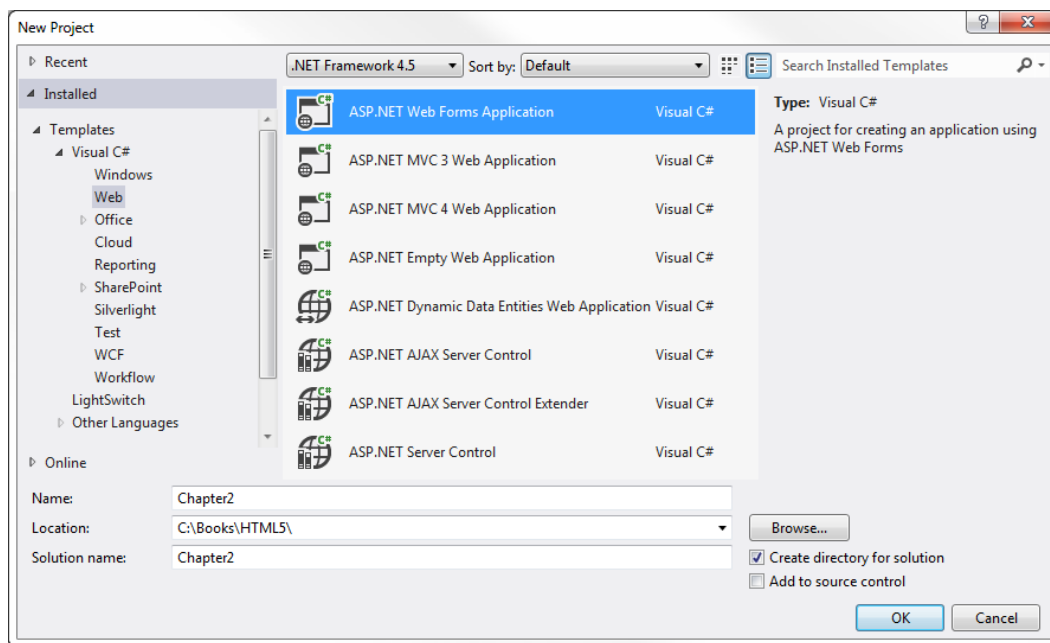 New Project
Recent
.NET Framework 4.5 Sort by: Default Search Installed Templates
Installed
Templates
Visual C#
Windows
Web
Office
Cloud
Reporting
SharePoint
Silverlight
Test
WCF
Workflow
LightSwitch
Other Languages
Online
ASP.NET Web Forms Application Visual C#
ASP.NET MVC 3 Web Application Visual C#
ASP.NET MVC 4 Web Application Visual C#
ASP.NET Empty Web Application Visual C#
ASP.NET Dynamic Data Entities Web Application Visual C#
ASP.NET AJAX Server Control Visual C#
ASP.NET AJAX Server Control Extender Visual C#
ASP.NET Server Control Visual C#
Type: Visual C#
A project for creating an application using
ASP.NET Web Forms
Name: Chapter2
Location: C:\Books\HTML5\ Browse...
Solution name: Chapter2
Create directory for solution
Add to source control
OK Cancel